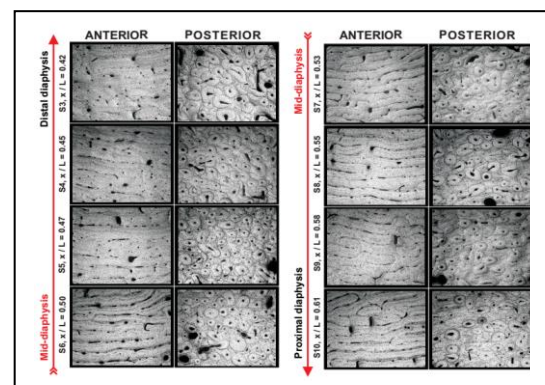 ANTERIOR POSTERIOR
Distal diaphysis
S3, x / L = 0.42
S4, x / L = 0.45
S5, x / L = 0.47
Mid-diaphysis
S6, x / L = 0.50
ANTERIOR POSTERIOR
Mid-diaphysis
S7, x / L = 0.53
S8, x / L = 0.55
S9, x / L = 0.58
Proximal diaphysis
S10, x / L = 0.61